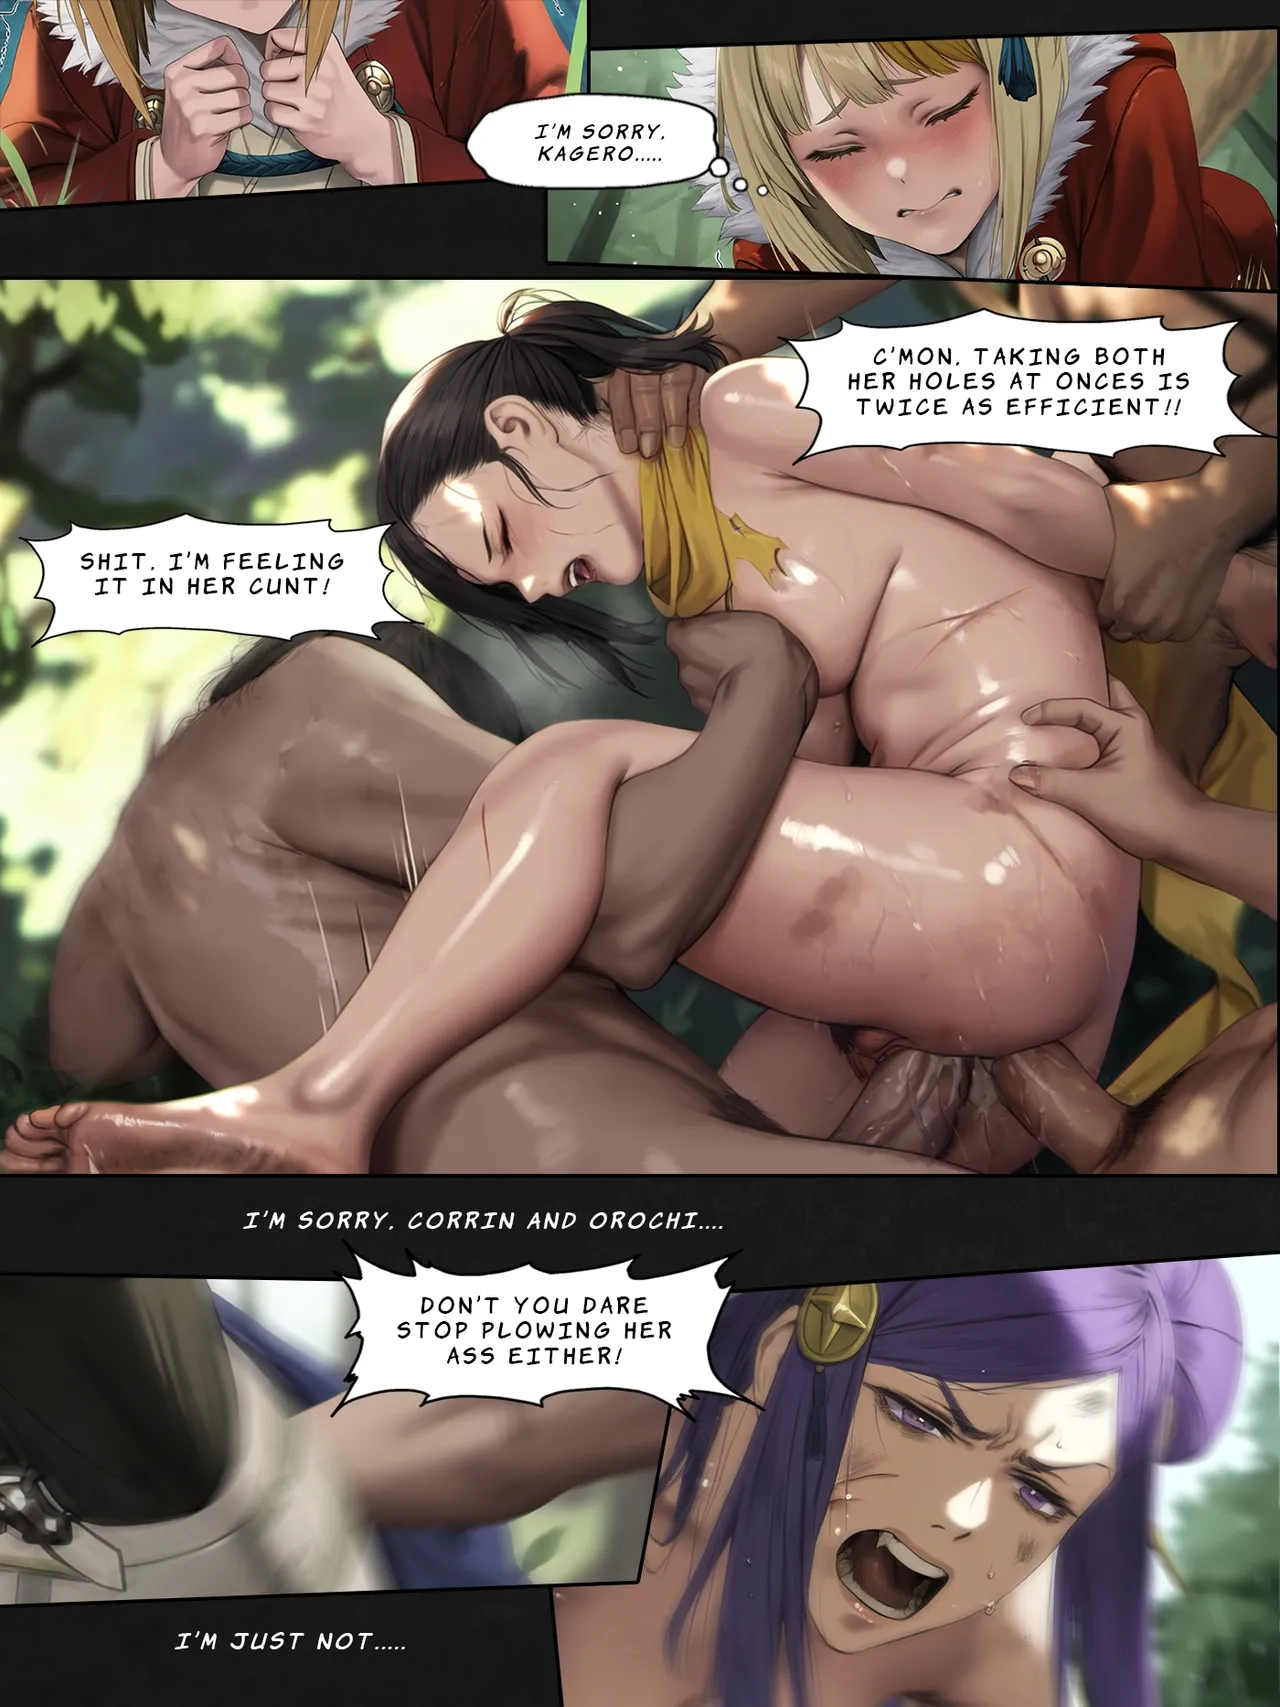 I'M SORRY,
KAGERO.....
C'MON, TAKING BOTH
HER HOLES AT ONCES IS
TWICE AS EFFICIENT!!
SHIT, I'M FEELING
IT IN HER CUNT!
I'M SORRY, CORRIN AND OROCHI....
DON'T YOU DARE
STOP PLOWING HER
ASS EITHER!
I'M JUST NOT.....